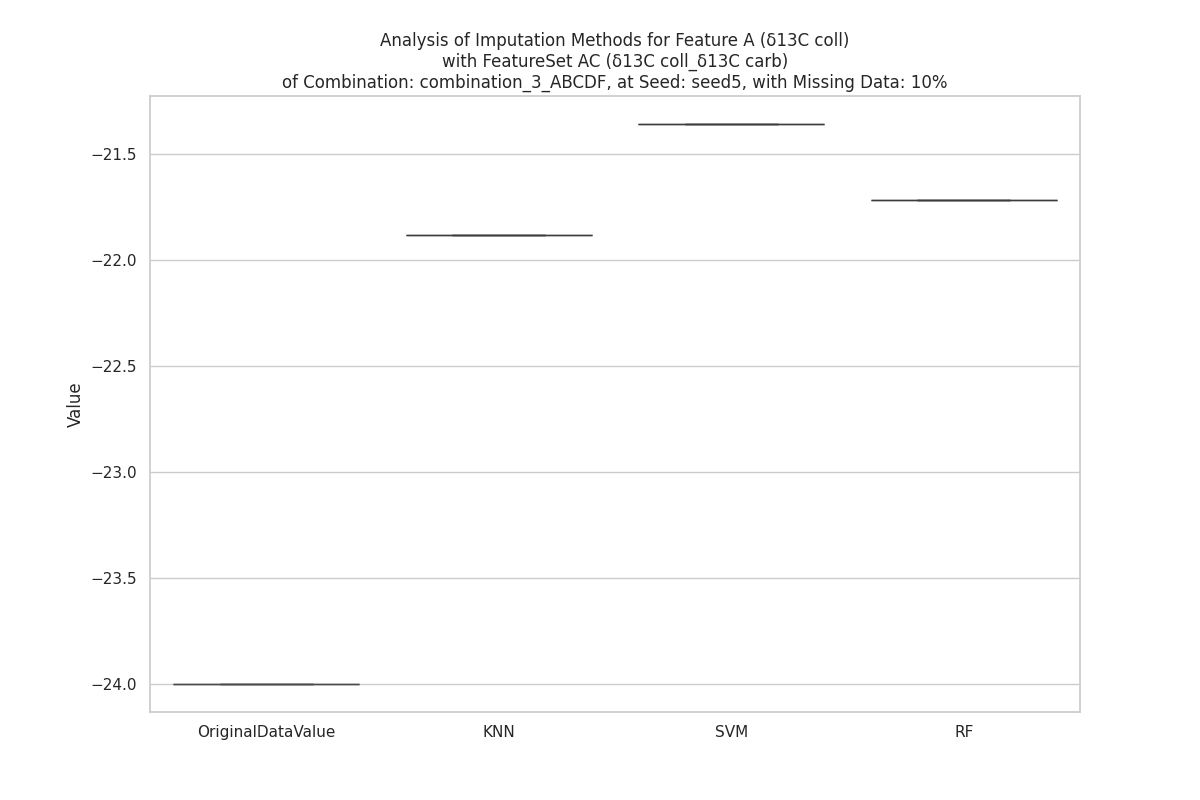 Analysis of Imputation Methods for Feature A (δ13C coll)
with FeatureSet AC (δ13C coll_δ13C carb)
of Combination: combination_3_ABCDF, at Seed: seed5, with Missing Data: 10%
−21.5
−22.0
−22.5
−23.0
−23.5
−24.0
Value
OriginalDataValue
KNN
SVM
RF